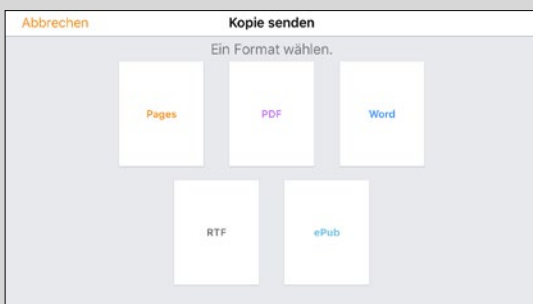 Abbrechen Kopie senden
Ein Format wählen.
Pages PDF Word
RTF ePub